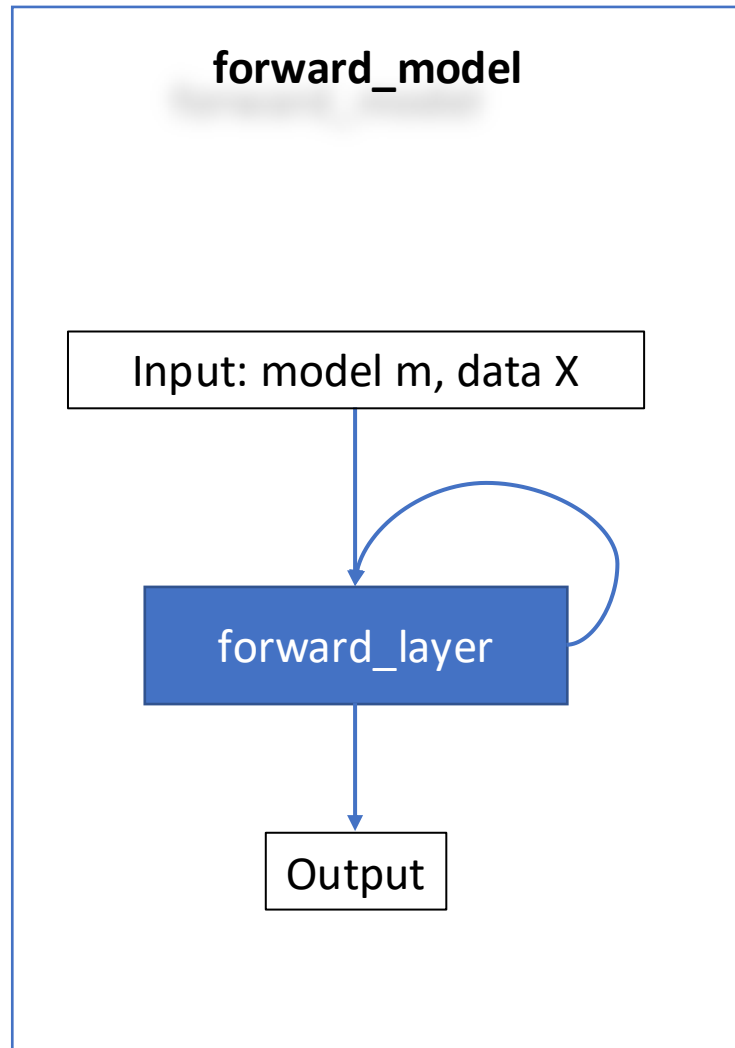 forward_model
Input: model m, data X
forward_layer
Output